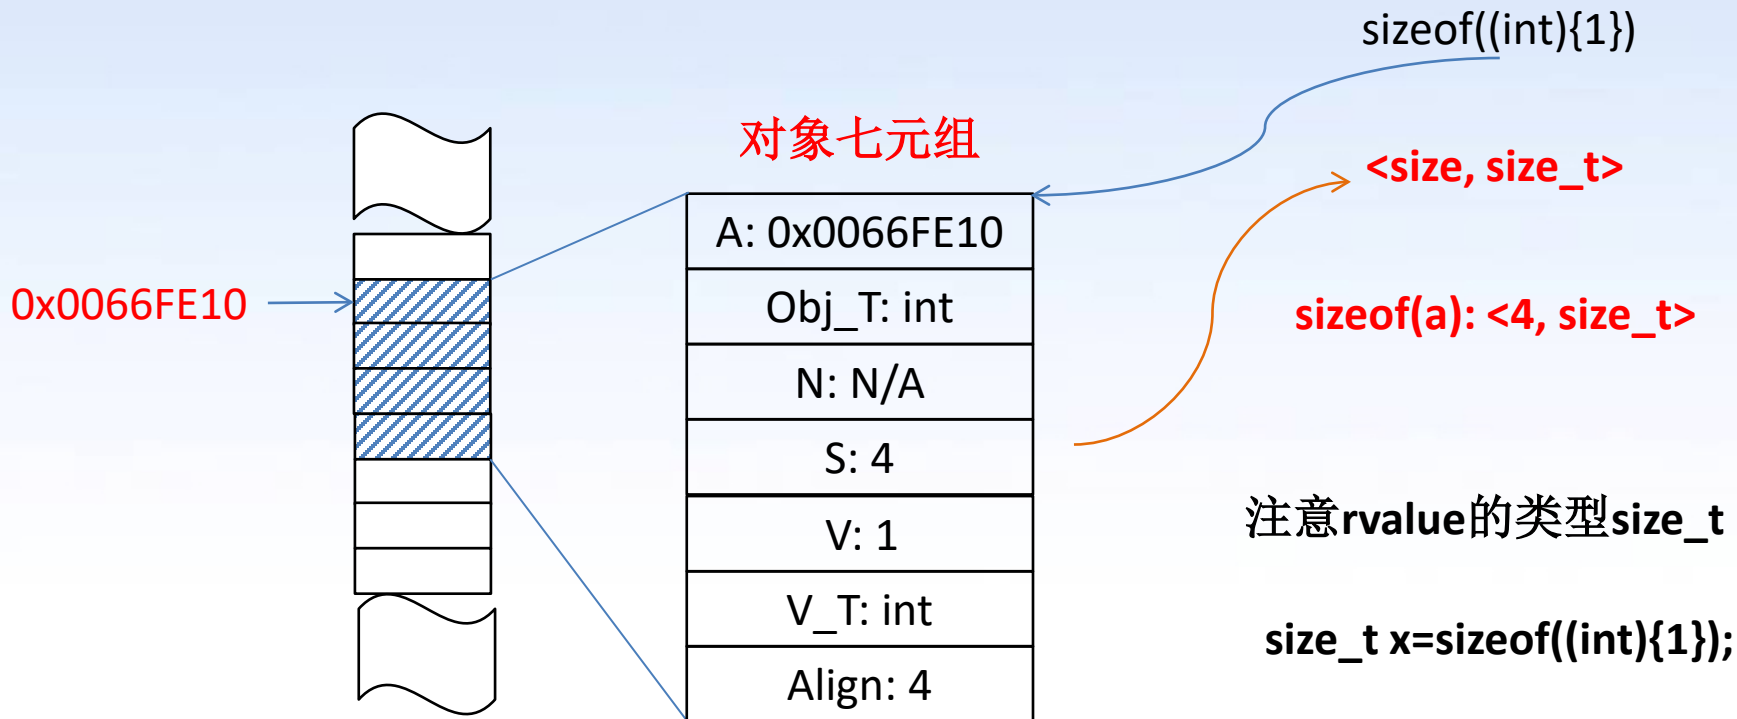 sizeof((int){1})
对象七元组
<size, size_t>
A: 0x0066FE10
0x0066FE10
Obj_T: int
sizeof(a): <4, size_t>
N: N/A
S: 4
注意rvalue的类型size_t
V: 1
V_T: int
size_t x=sizeof((int){1});
Align: 4